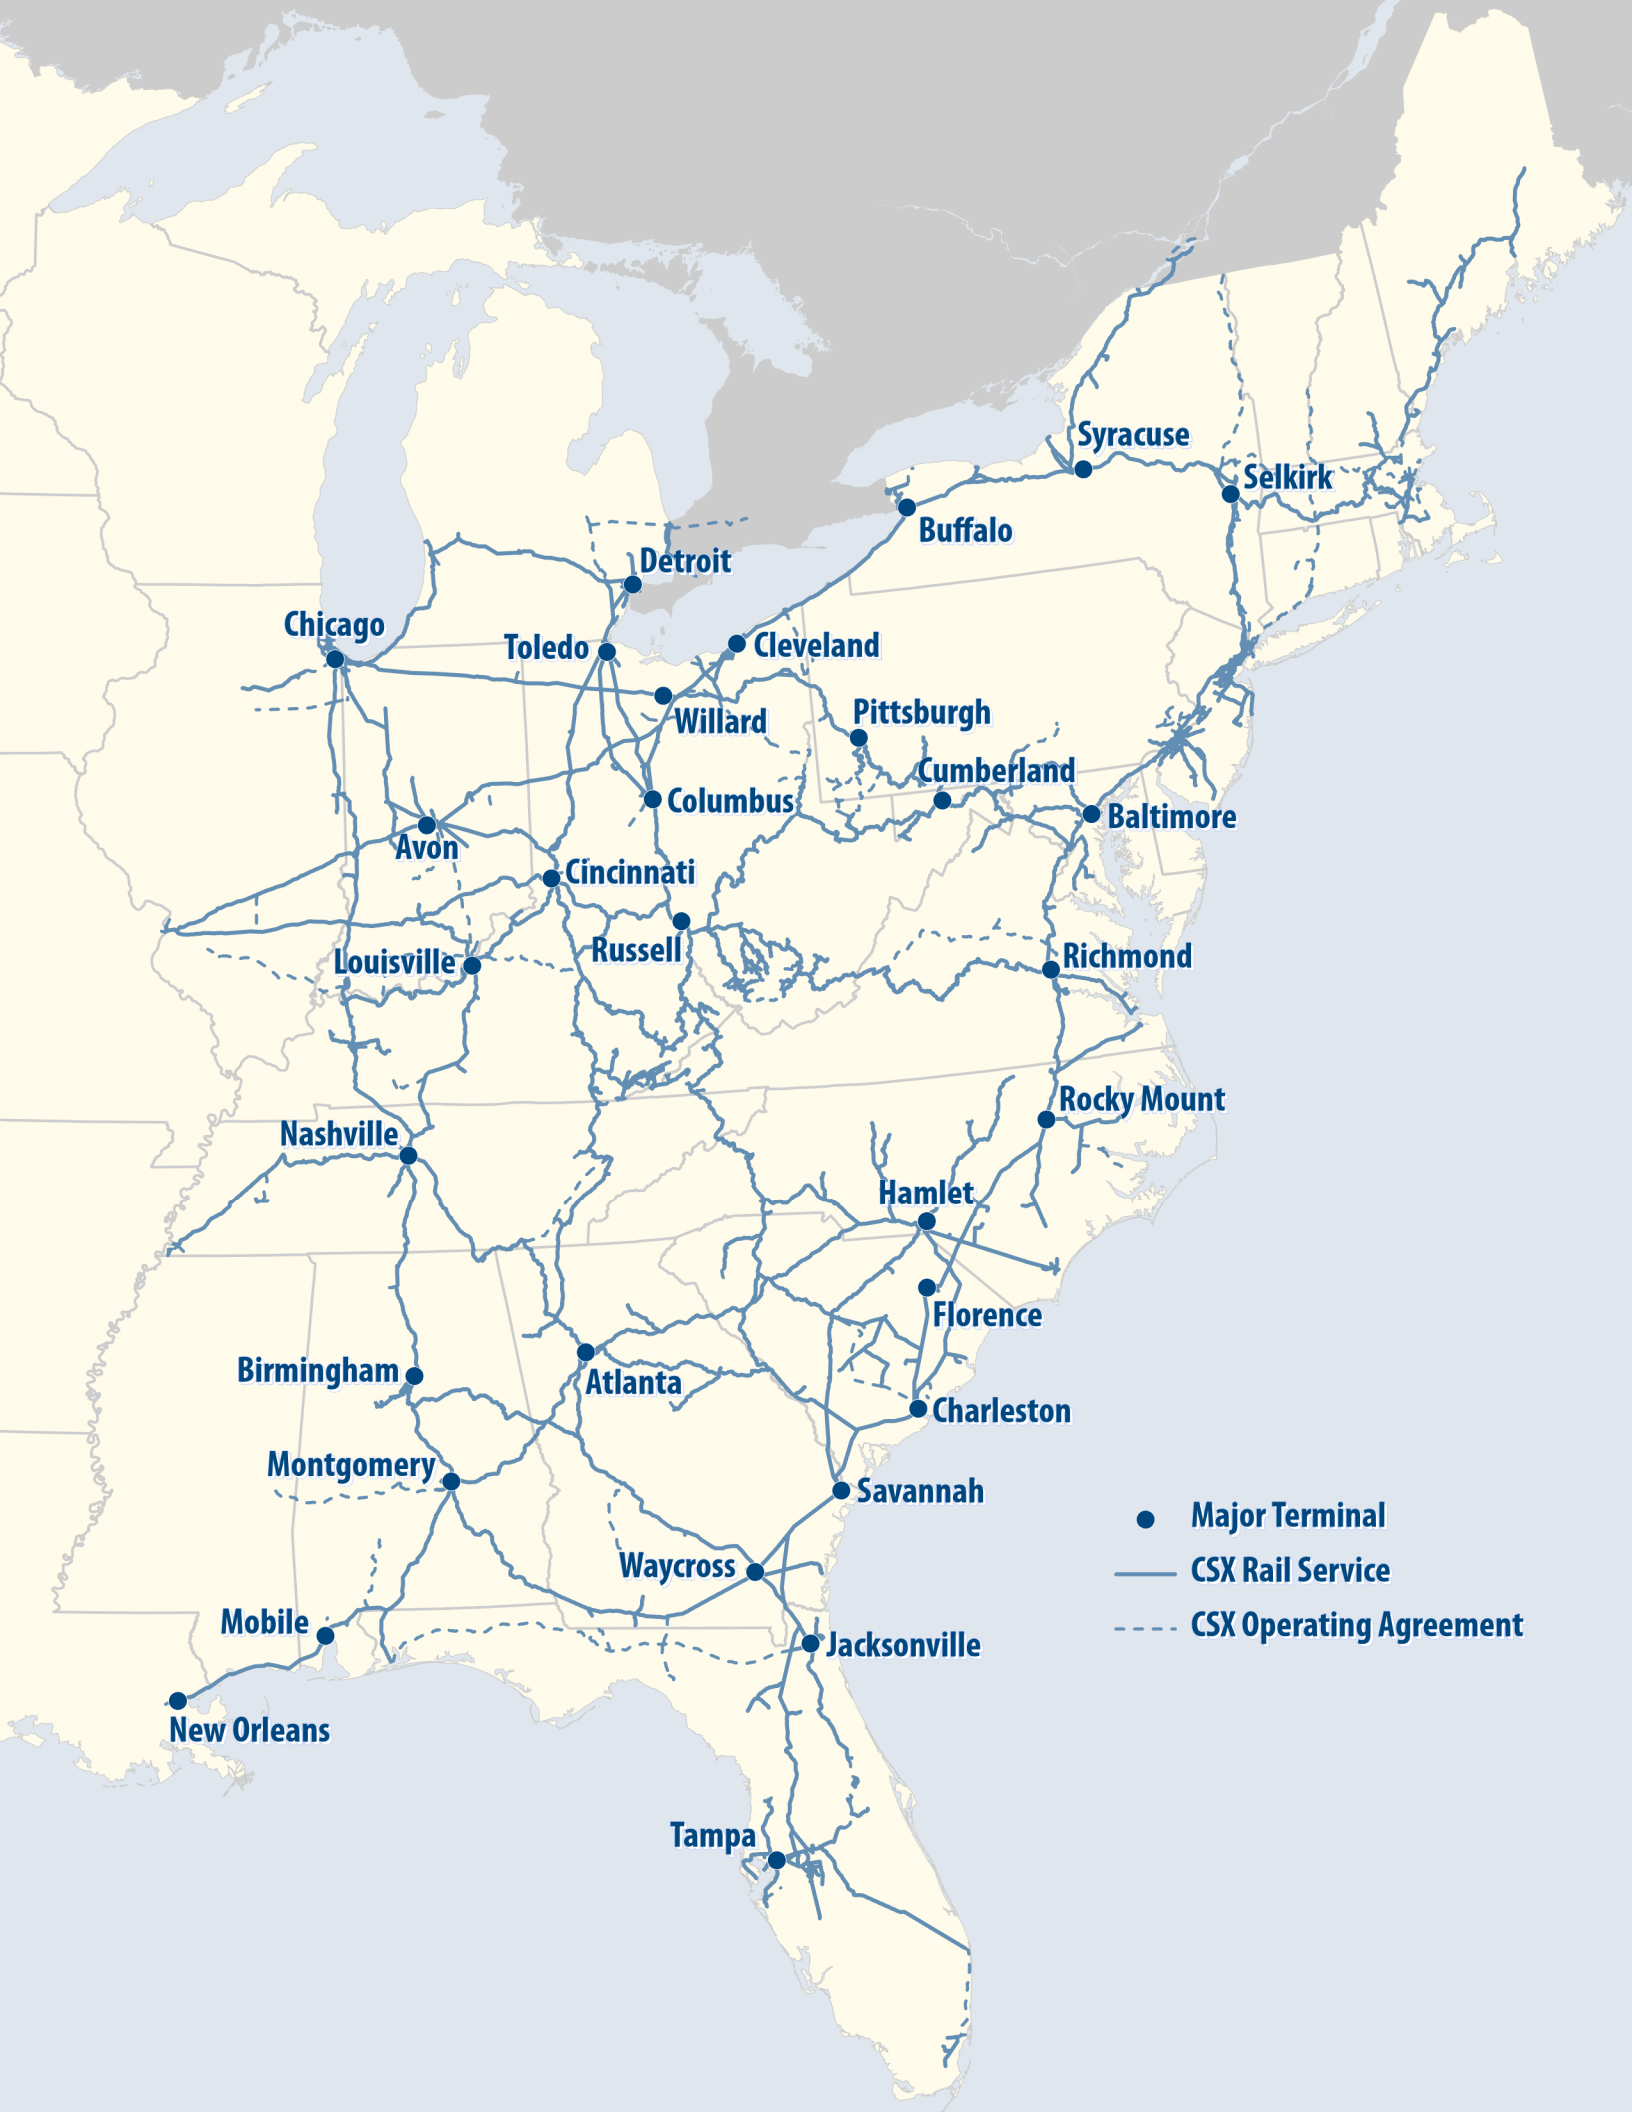 Syracuse
Selkirk
Buffalo
Detroit
Chicago
Toledo
Cleveland
Willard
Pittsburgh
Cumberland
Columbus
Baltimore
Avon
Cincinnati
Russell
Louisville
Richmond
Rocky Mount
Nashville
Hamlet
Florence
Birmingham
Atlanta
Charleston
Montgomery
Savannah
Waycross
Mobile
Jacksonville
New Orleans
Tampa
Major Terminal
CSX Rail Service
CSX Operating Agreement